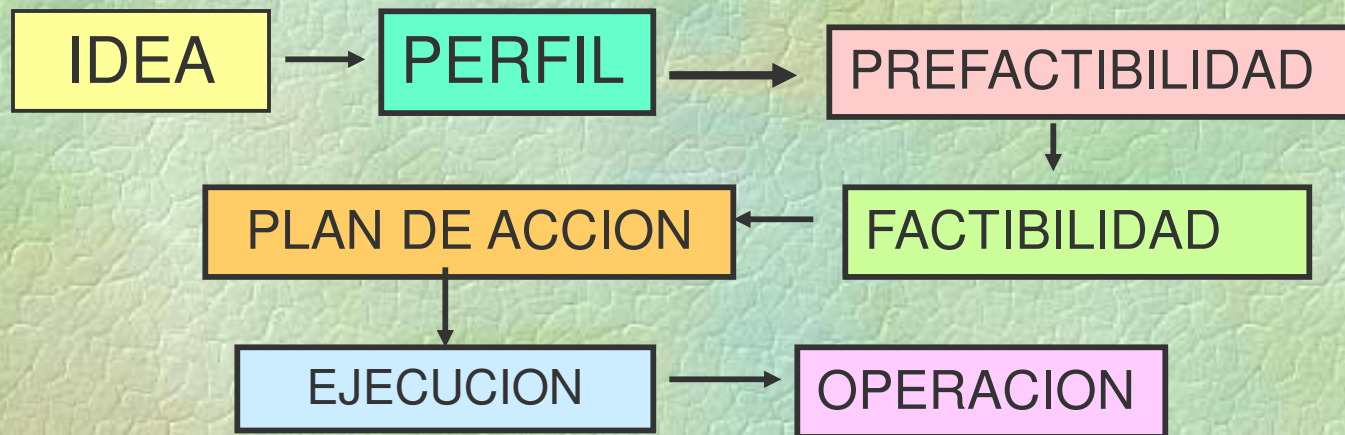 IDEA
PERFIL
PREFACTIBILIDAD
FACTIBILIDAD
PLAN DE ACCION
EJECUCION
OPERACION